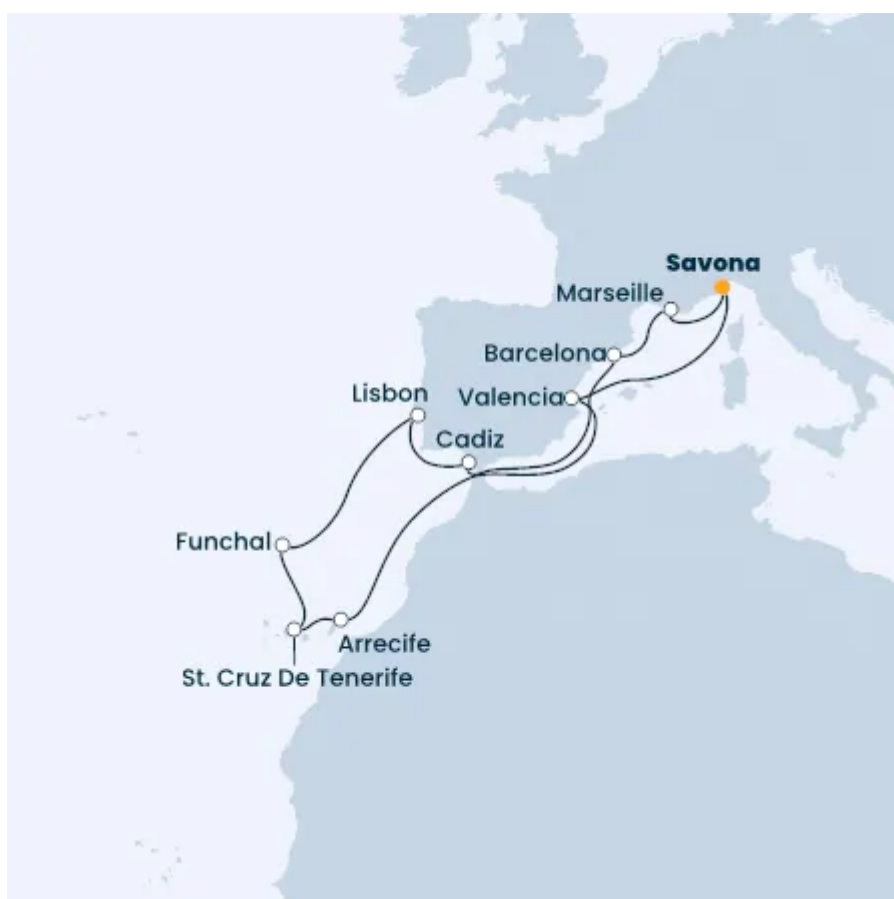 Savona
Marseille
Barcelona
Lisbon
Valencia
Cadiz
Funchal
Arrecife
St. Cruz De Tenerife